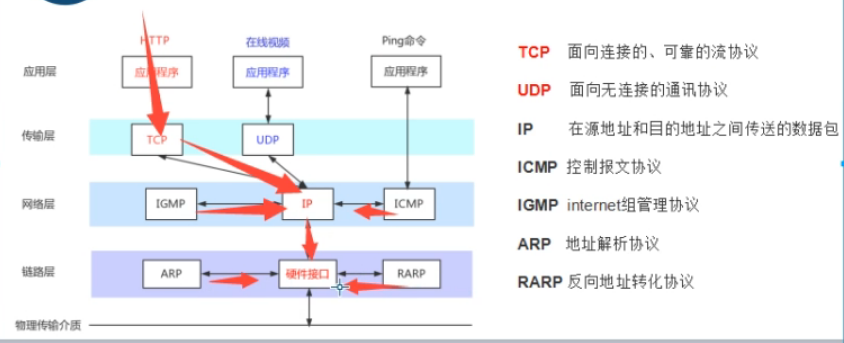 HTTP 在线视频 Ping命令
应用层 应用程序 应用程序 应用程序
传输层 TCP UDP
网络层 IGMP IP ICMP
链路层 ARP 硬件接口 RARP
物理传输介质
TCP 面向连接的、可靠的流协议
UDP 面向无连接的通讯协议
IP 在源地址和目的地址之间传送的数据包
ICMP 控制报文协议
IGMP internet组管理协议
ARP 地址解析协议
RARP 反向地址转化协议